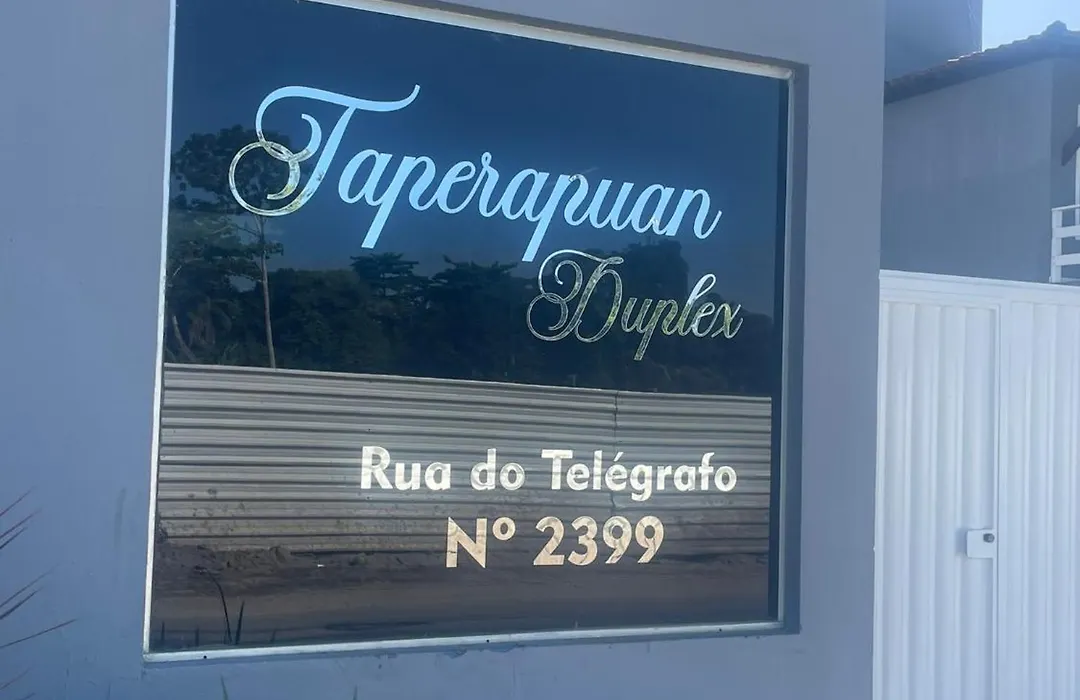 Taperapuan
Duplex
Rua do Telégrafo
Nº 2399